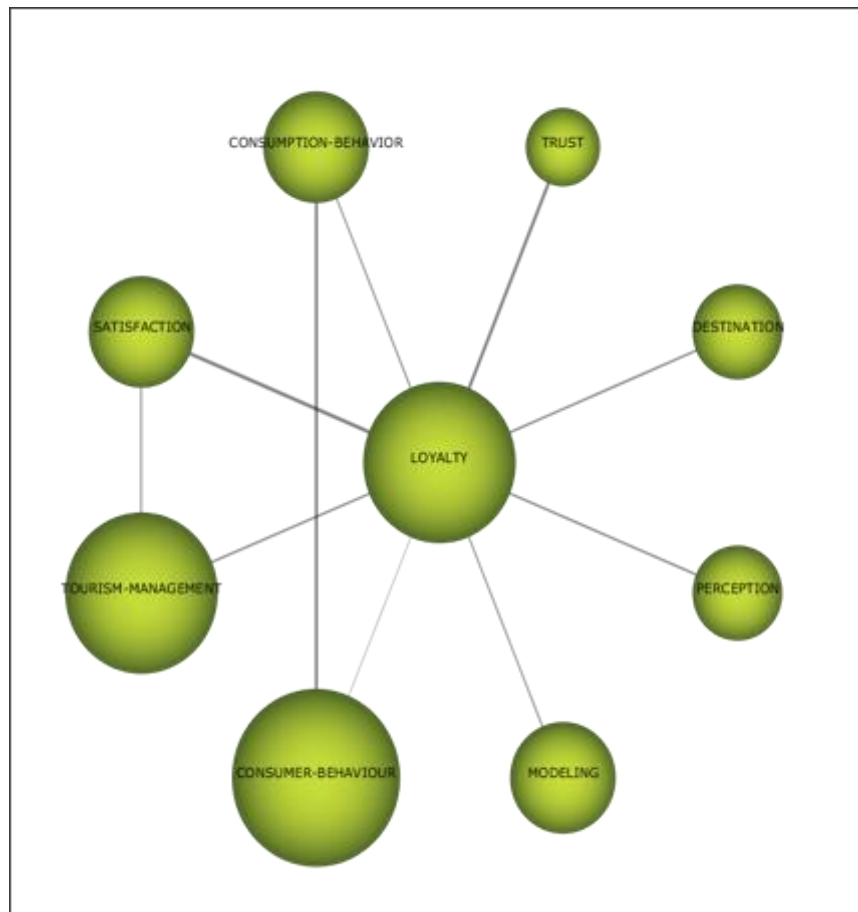 CONSUMPTION-BEHAVIOR
TRUST
SATISFACTION
DESTINATION
LOYALTY
TOURISM-MANAGEMENT
PERCEPTION
CONSUMER-BEHAVIOUR
MODELING